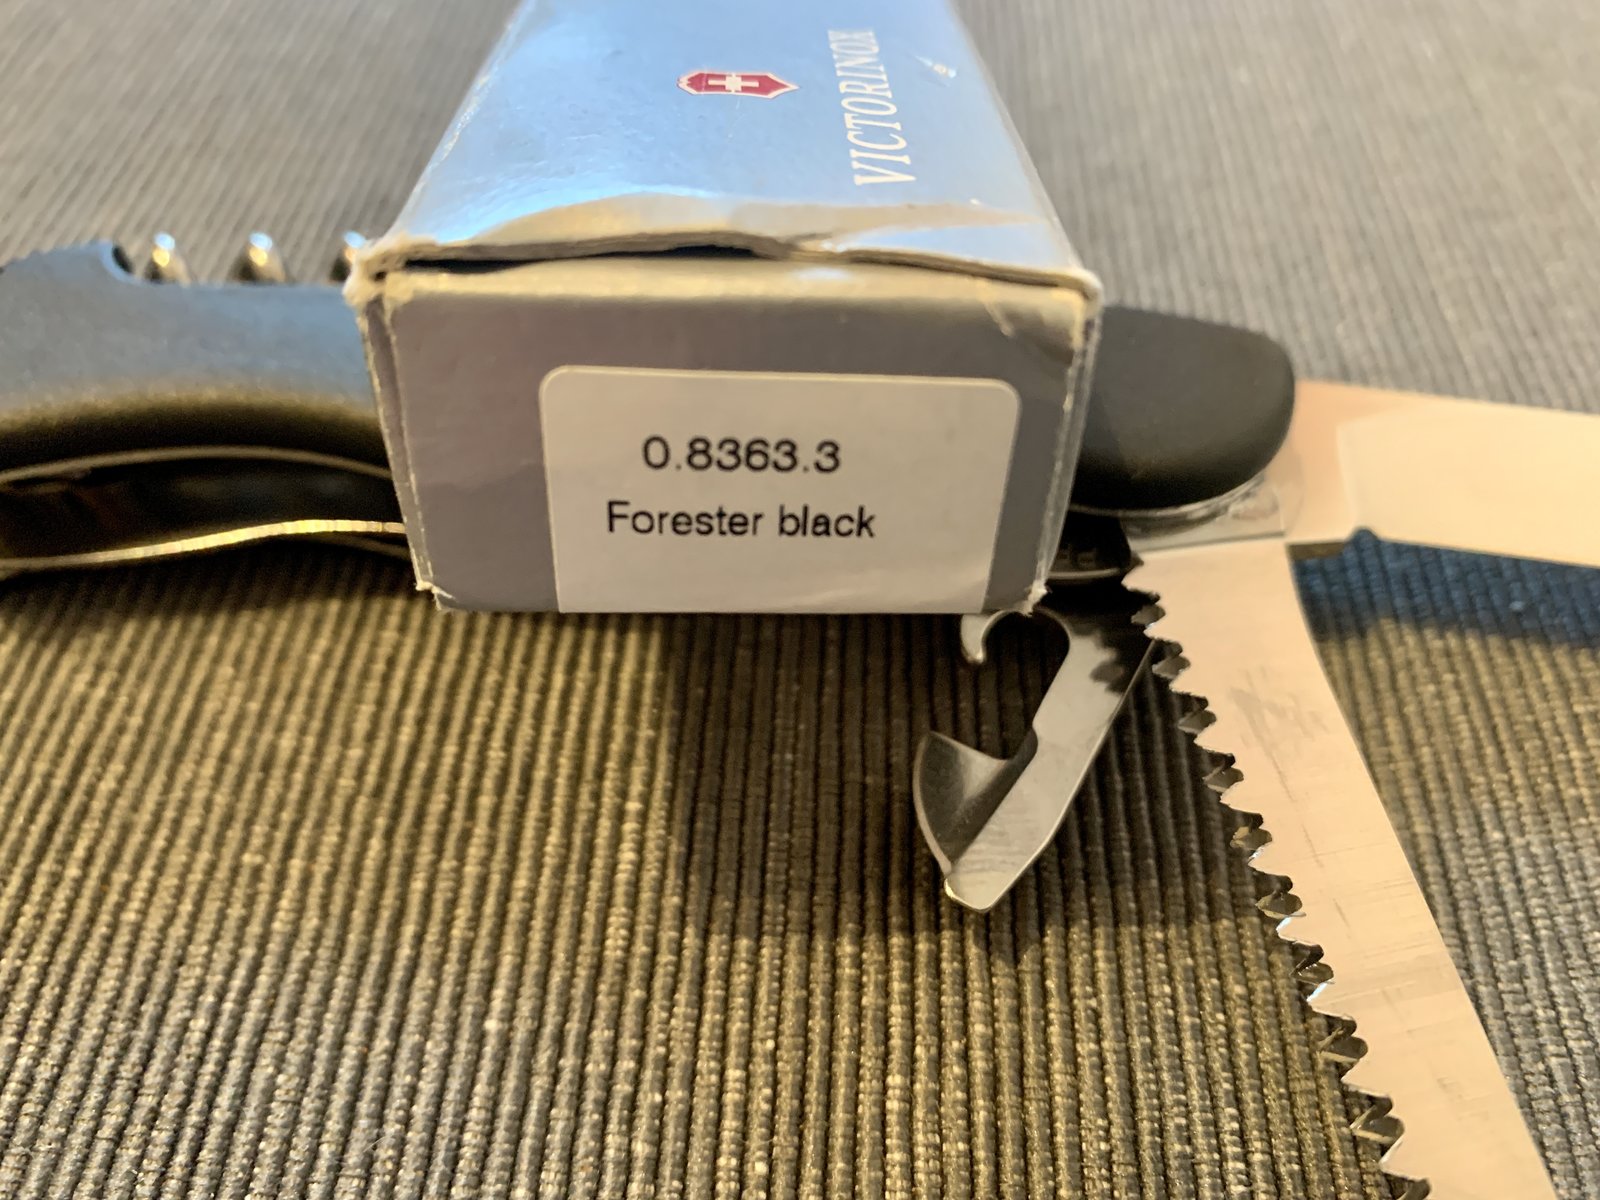 VICTORINOX
0.8363.3
Forester black